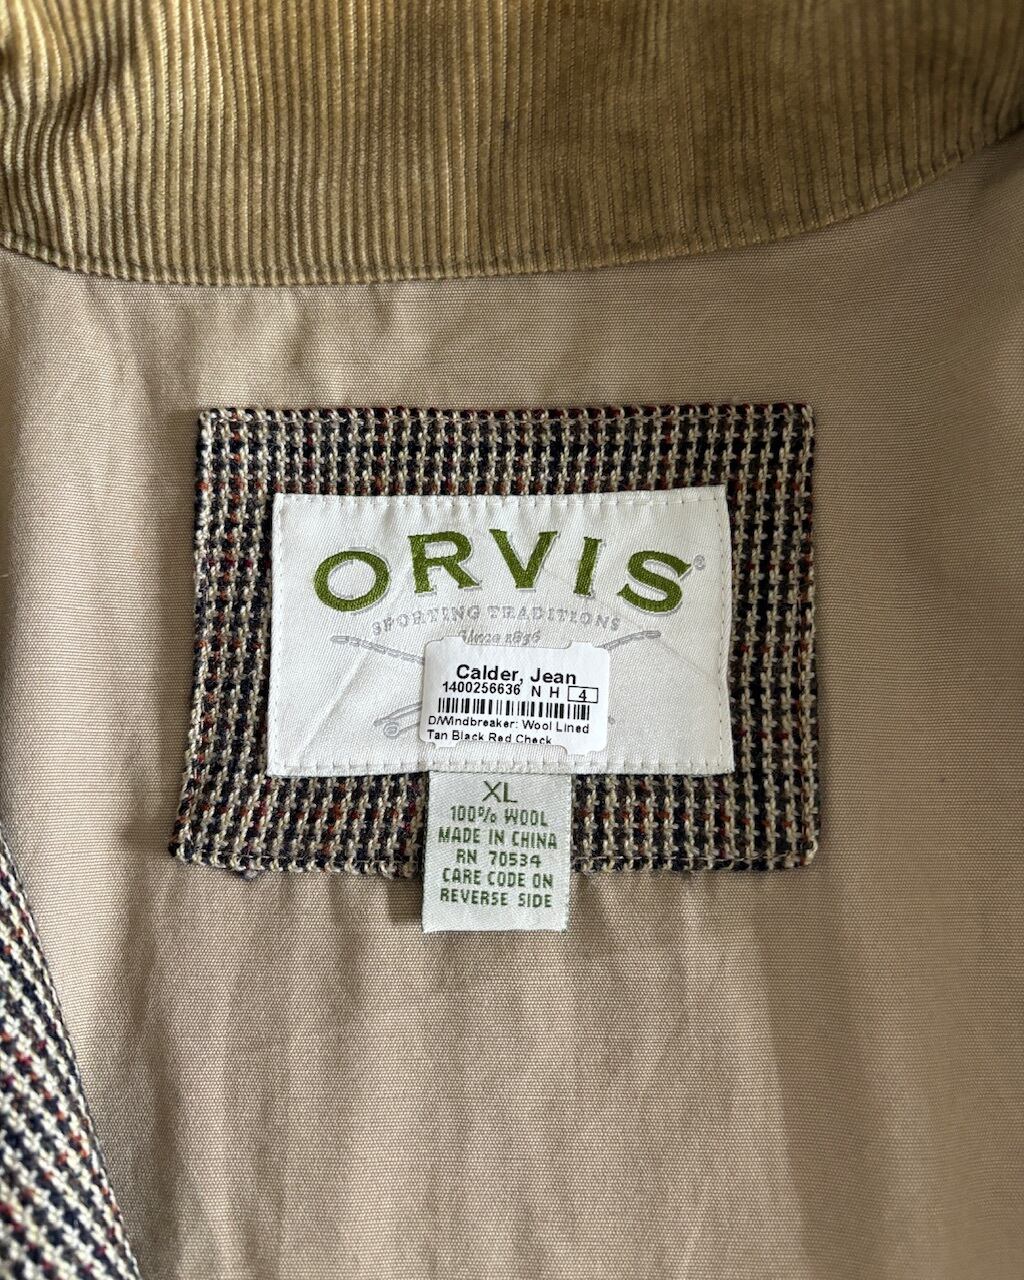 ORVIS®
SPORTING TRADITIONS
Since 1856
Calder, Jean
1400256636 N H 4
D/Windbreaker: Wool Lined
Tan Black Red Check
XL
100% WOOL
MADE IN CHINA
RN 70534
CARE CODE ON
REVERSE SIDE